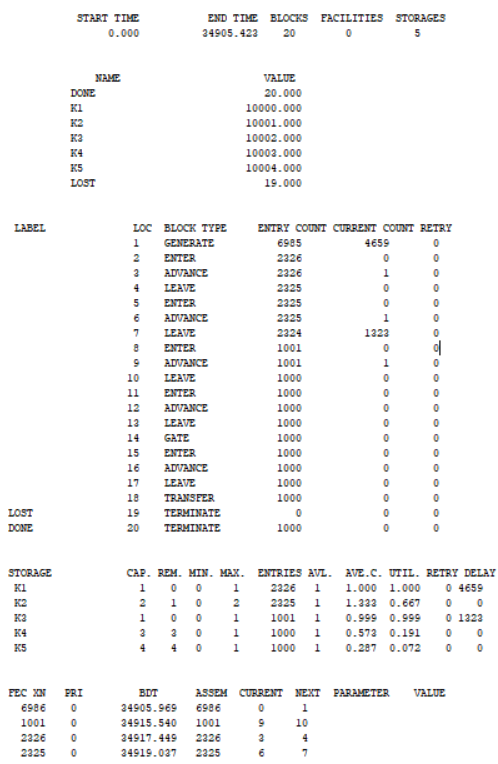 START TIME END TIME BLOCKS FACILITIES STORAGES
0.000 34905.423 20 0 5
NAME VALUE
DONE 20.000
K1 10000.000
K2 10001.000
K3 10002.000
K4 10003.000
K5 10004.000
LOST 19.000
LABEL LOC BLOCK TYPE ENTRY COUNT CURRENT COUNT RETRY
1 GENERATE 6985 4659 0
2 ENTER 2326 0 0
3 ADVANCE 2326 1 0
4 LEAVE 2325 0 0
5 ENTER 2325 0 0
6 ADVANCE 2325 1 0
7 LEAVE 2324 1323 0
8 ENTER 1001 0 0
9 ADVANCE 1001 1 0
10 LEAVE 1000 0 0
11 ENTER 1000 0 0
12 ADVANCE 1000 0 0
13 LEAVE 1000 0 0
14 GATE 1000 0 0
15 ENTER 1000 0 0
16 ADVANCE 1000 0 0
17 LEAVE 1000 0 0
18 TRANSFER 1000 0 0
LOST 19 TERMINATE 0 0 0
DONE 20 TERMINATE 1000 0 0
STORAGE CAP. REM. MIN. MAX. ENTRIES AVL. AVE.C. UTIL. RETRY DELAY
K1 1 0 0 1 2326 1 1.000 1.000 0 4659
K2 2 1 0 2 2325 1 1.333 0.667 0 0
K3 1 0 0 1 1001 1 0.999 0.999 0 1323
K4 3 3 0 1 1000 1 0.573 0.191 0 0
K5 4 4 0 1 1000 1 0.287 0.072 0 0
FEC XN PRI BDT ASSEM CURRENT NEXT PARAMETER VALUE
6986 0 34905.969 6986 0 1
1001 0 34915.540 1001 9 10
2326 0 34917.449 2326 3 4
2325 0 34919.037 2325 6 7